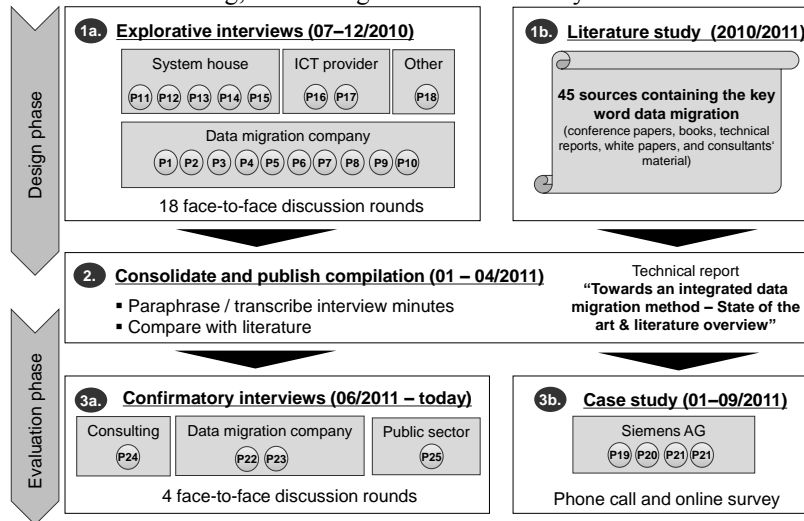 1a. Explorative interviews (07–12/2010)
System house
P11 P12 P13 P14 P15
ICT provider
P16 P17
Other
P18
Data migration company
P1 P2 P3 P4 P5 P6 P7 P8 P9 P10
18 face-to-face discussion rounds
1b. Literature study (2010/2011)
45 sources containing the key
word data migration
(conference papers, books, technical
reports, white papers, and consultants'
material)
Design phase
2. Consolidate and publish compilation (01 – 04/2011)
▪ Paraphrase / transcribe interview minutes
▪ Compare with literature
Technical report
“Towards an integrated data
migration method – State of the
art & literature overview”
Evaluation phase
3a. Confirmatory interviews (06/2011 – today)
Consulting
P24
Data migration company
P22 P23
Public sector
P25
4 face-to-face discussion rounds
3b. Case study (01–09/2011)
Siemens AG
P19 P20 P21 P21
Phone call and online survey